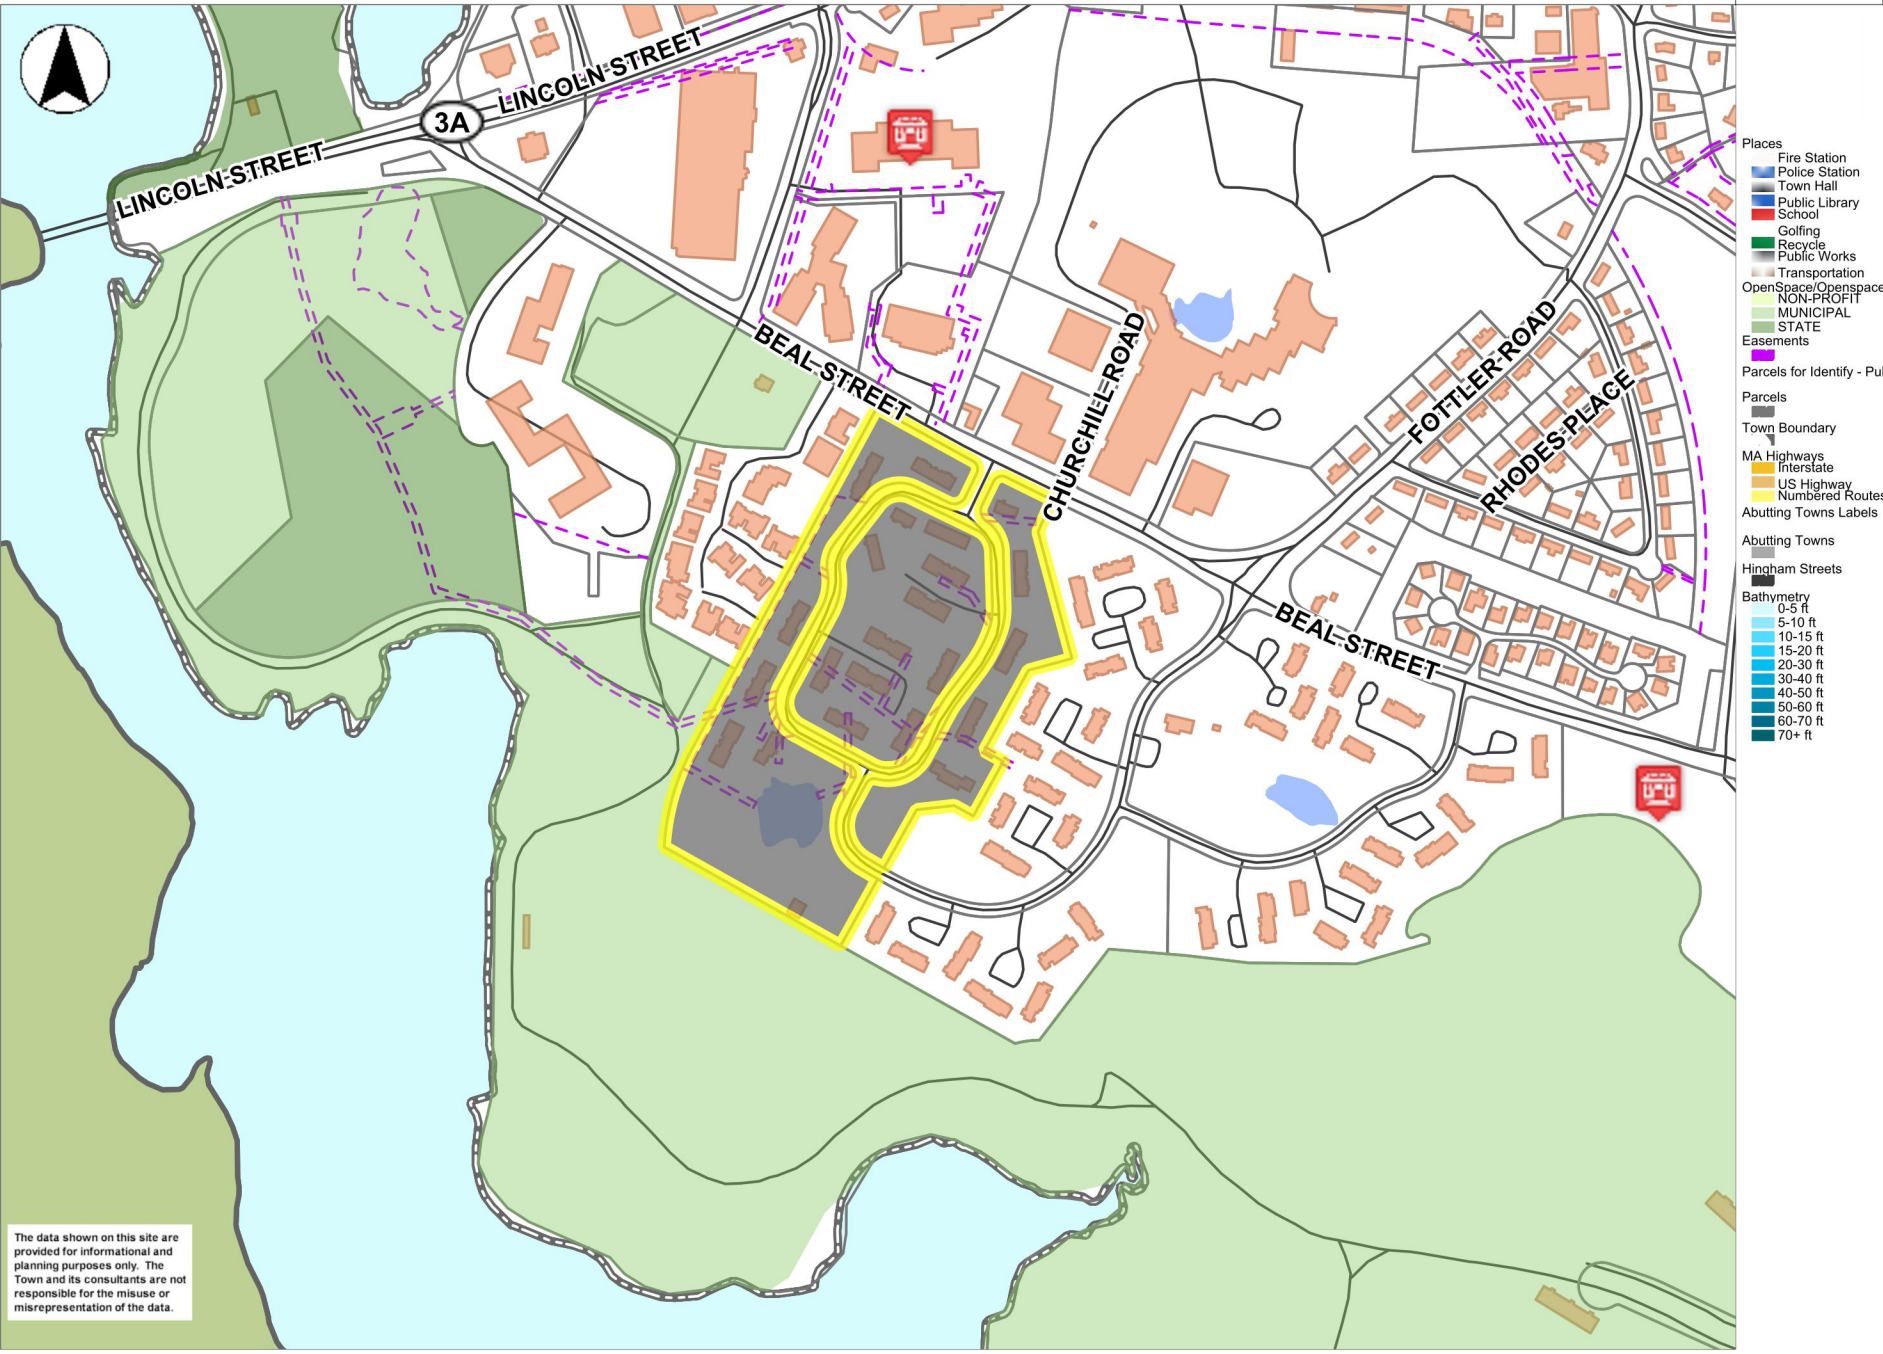 LINCOLN STREET
3A
LINCOLN STREET
BEAL STREET
CHURCHILL ROAD
FOTTLER ROAD
RHODES PLACE
BEAL STREET
The data shown on this site are
provided for informational and
planning purposes only. The
Town and its consultants are not
responsible for the misuse or
misrepresentation of the data.
Places
Fire Station
Police Station
Town Hall
Public Library
School
Golfing
Recycle
Public Works
Transportation
OpenSpace/Openspace
NON-PROFIT
MUNICIPAL
STATE
Easements
Parcels for Identify - Pul
Parcels
Town Boundary
MA Highways
Interstate
US Highway
Numbered Routes
Abutting Towns Labels
Abutting Towns
Hingham Streets
Bathymetry
0-5 ft
5-10 ft
10-15 ft
15-20 ft
20-30 ft
30-40 ft
40-50 ft
50-60 ft
60-70 ft
70+ ft